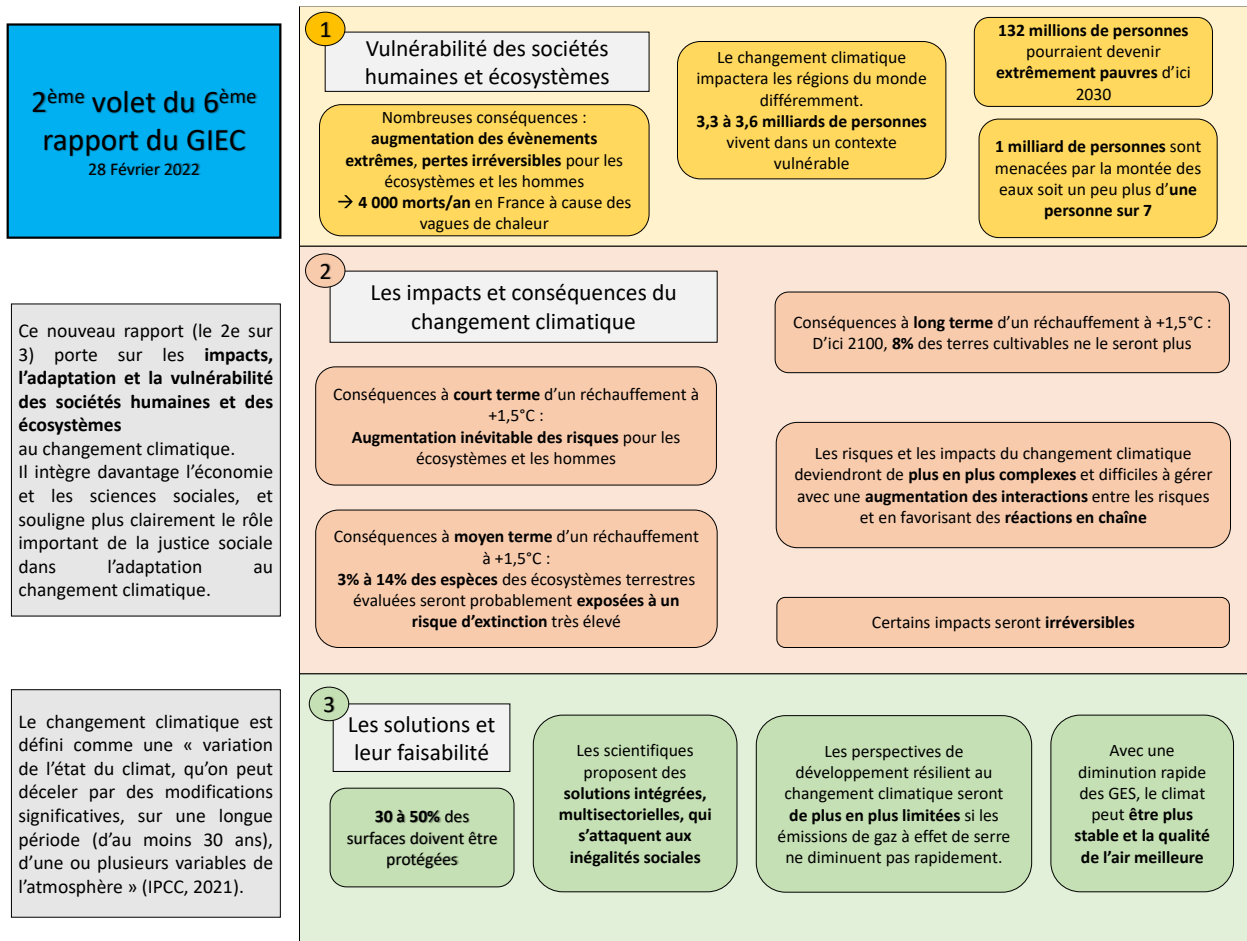 2ème volet du 6ème
rapport du GIEC
28 Février 2022
Ce nouveau rapport (le 2e sur
3) porte sur les impacts,
l’adaptation et la vulnérabilité
des sociétés humaines et des
écosystèmes
au changement climatique.
Il intègre davantage l’économie
et les sciences sociales, et
souligne plus clairement le rôle
important de la justice sociale
dans l’adaptation au
changement climatique.
Le changement climatique est
défini comme une « variation
de l’état du climat, qu’on peut
déceler par des modifications
significatives, sur une longue
période (d’au moins 30 ans),
d’une ou plusieurs variables de
l’atmosphère » (IPCC, 2021).
1
Vulnérabilité des sociétés
humaines et écosystèmes
Nombreuses conséquences :
augmentation des évènements
extrêmes, pertes irréversibles pour les
écosystèmes et les hommes
→ 4 000 morts/an en France à cause des
vagues de chaleur
Le changement climatique
impactera les régions du monde
différemment.
3,3 à 3,6 milliards de personnes
vivent dans un contexte
vulnérable
132 millions de personnes
pourraient devenir
extrêmement pauvres d’ici
2030
1 milliard de personnes sont
menacées par la montée des
eaux soit un peu plus d’une
personne sur 7
2
Les impacts et conséquences du
changement climatique
Conséquences à court terme d’un réchauffement à
+1,5°C :
Augmentation inévitable des risques pour les
écosystèmes et les hommes
Conséquences à moyen terme d’un réchauffement
à +1,5°C :
3% à 14% des espèces des écosystèmes terrestres
évaluées seront probablement exposées à un
risque d’extinction très élevé
Conséquences à long terme d’un réchauffement à +1,5°C :
D’ici 2100, 8% des terres cultivables ne le seront plus
Les risques et les impacts du changement climatique
deviendront de plus en plus complexes et difficiles à gérer
avec une augmentation des interactions entre les risques
et en favorisant des réactions en chaîne
Certains impacts seront irréversibles
3
Les solutions et
leur faisabilité
30 à 50% des
surfaces doivent être
protégées
Les scientifiques
proposent des
solutions intégrées,
multisectorielles, qui
s’attaquent aux
inégalités sociales
Les perspectives de
développement résilient au
changement climatique seront
de plus en plus limitées si les
émissions de gaz à effet de serre
ne diminuent pas rapidement.
Avec une
diminution rapide
des GES, le climat
peut être plus
stable et la qualité
de l’air meilleure